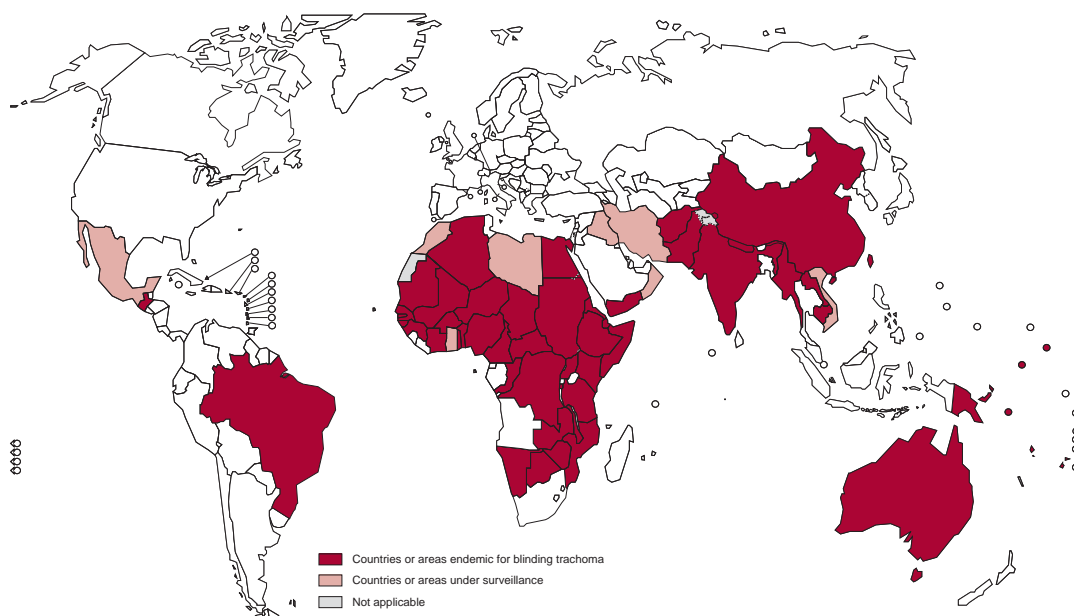 Countries or areas endemic for blinding trachoma
Countries or areas under surveillance
Not applicable